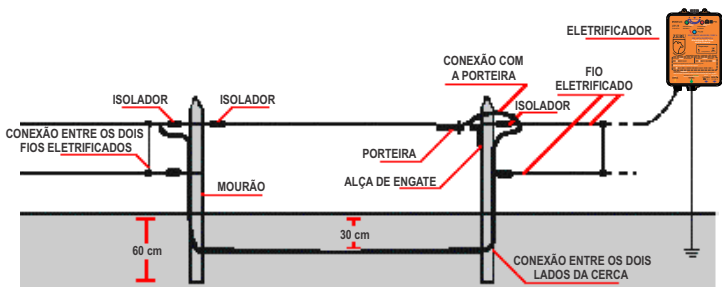 ELETRIFICADOR
CONEXÃO COM
A PORTEIRA
FIO
ELETRIFICADO
ISOLADOR
ISOLADOR
ISOLADOR
CONEXÃO ENTRE OS DOIS
FIOS ELETRIFICADOS
PORTEIRA
ALÇA DE ENGATE
MOURÃO
30 cm
60 cm
CONEXÃO ENTRE OS DOIS
LADOS DA CERCA